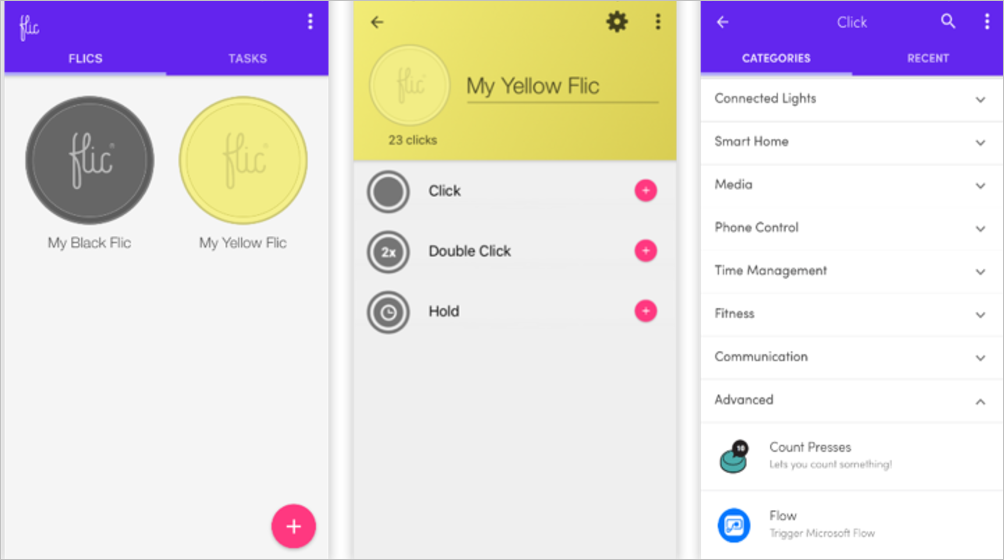 flic
FLICS
TASKS
flic
flic
My Black Flic
My Yellow Flic
flic
My Yellow Flic
23 clicks
Click
2x
Double Click
Hold
Click
CATEGORIES
RECENT
Connected Lights
Smart Home
Media
Phone Control
Time Management
Fitness
Communication
Advanced
Count Presses
Lets you count something!
Flow
Trigger Microsoft Flow